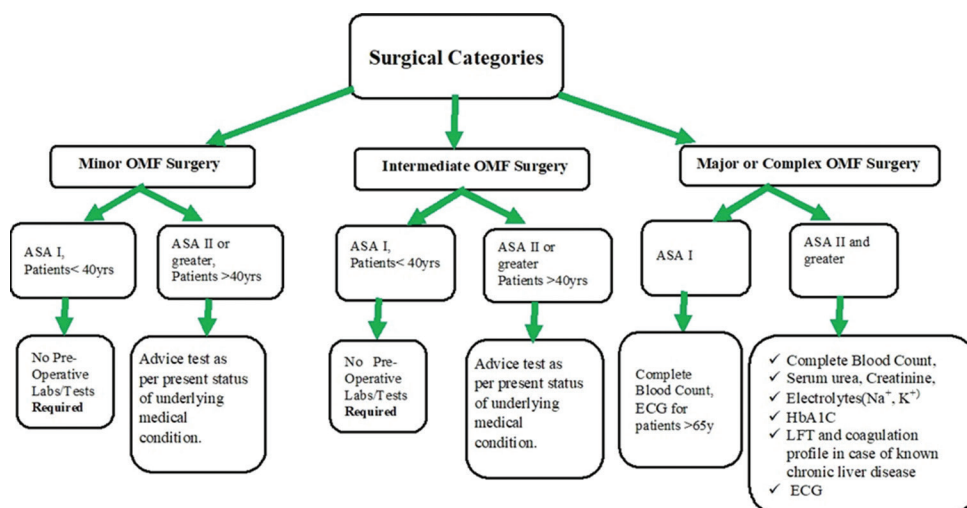 Surgical Categories
Minor OMF Surgery
Intermediate OMF Surgery
Major or Complex OMF Surgery
ASA I,
Patients< 40yrs
ASA II or
greater,
Patients >40yrs
ASA I,
Patients< 40yrs
ASA II or
greater
Patients >40yrs
ASA I
ASA II and
greater
No Pre-
Operative
Labs/Tests
Required
Advice test as
per present status
of underlying
medical
condition.
No Pre-
Operative
Labs/Tests
Required
Advice test as
per present status
of underlying
medical
condition.
Complete
Blood Count,
ECG for
patients >65y
✓ Complete Blood Count,
✓ Serum urea, Creatinine,
✓ Electrolytes(Na⁺, K⁺⁾
✓ HbA1C
✓ LFT and coagulation
profile in case of known
chronic liver disease
✓ ECG